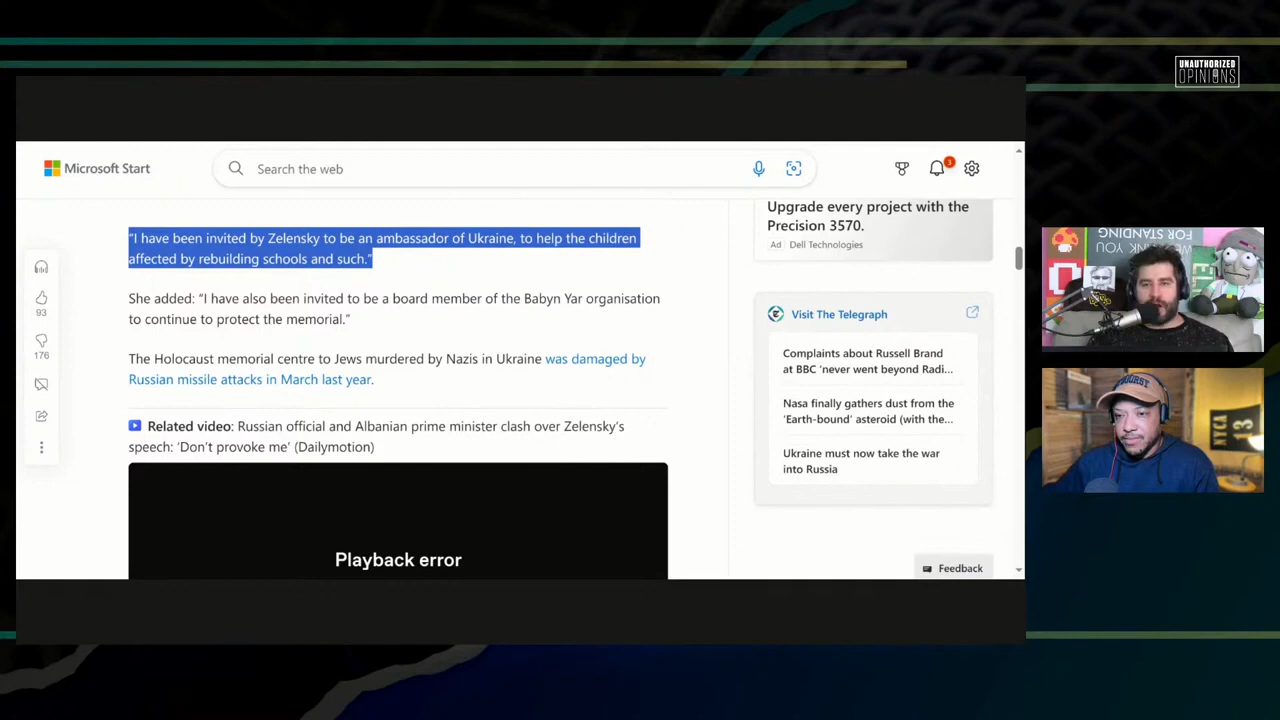 UNAUTHORIZED
OPINIONS
Microsoft Start
Search the web
3
"I have been invited by Zelensky to be an ambassador of Ukraine, to help the children
affected by rebuilding schools and such."
She added: "I have also been invited to be a board member of the Babyn Yar organisation
to continue to protect the memorial."
The Holocaust memorial centre to Jews murdered by Nazis in Ukraine was damaged by
Russian missile attacks in March last year.
Related video: Russian official and Albanian prime minister clash over Zelensky's
speech: 'Don't provoke me' (Dailymotion)
Playback error
93
176
Upgrade every project with the
Precision 3570.
Ad Dell Technologies
Visit The Telegraph
Complaints about Russell Brand
at BBC 'never went beyond Radi...
Nasa finally gathers dust from the
'Earth-bound' asteroid (with the...
Ukraine must now take the war
into Russia
Feedback
STANDING
FOR
YOU
NYCA
13